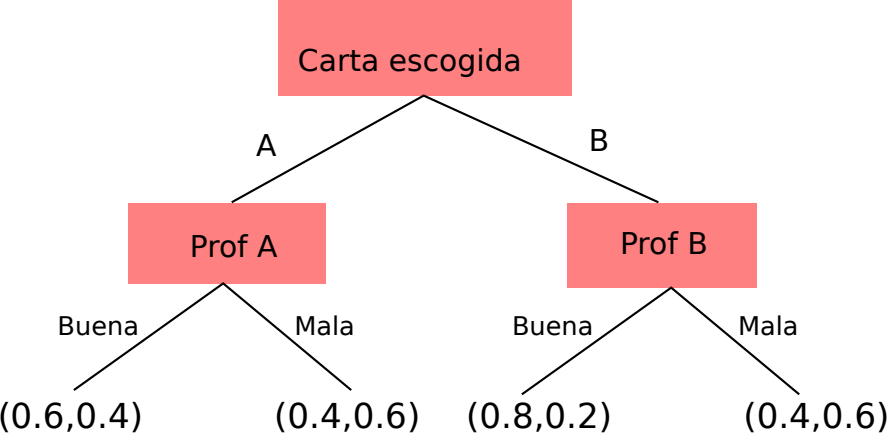 Carta escogida
A
B
Prof A
Prof B
Buena
Mala
Buena
Mala
(0.6,0.4)
(0.4,0.6)
(0.8,0.2)
(0.4,0.6)